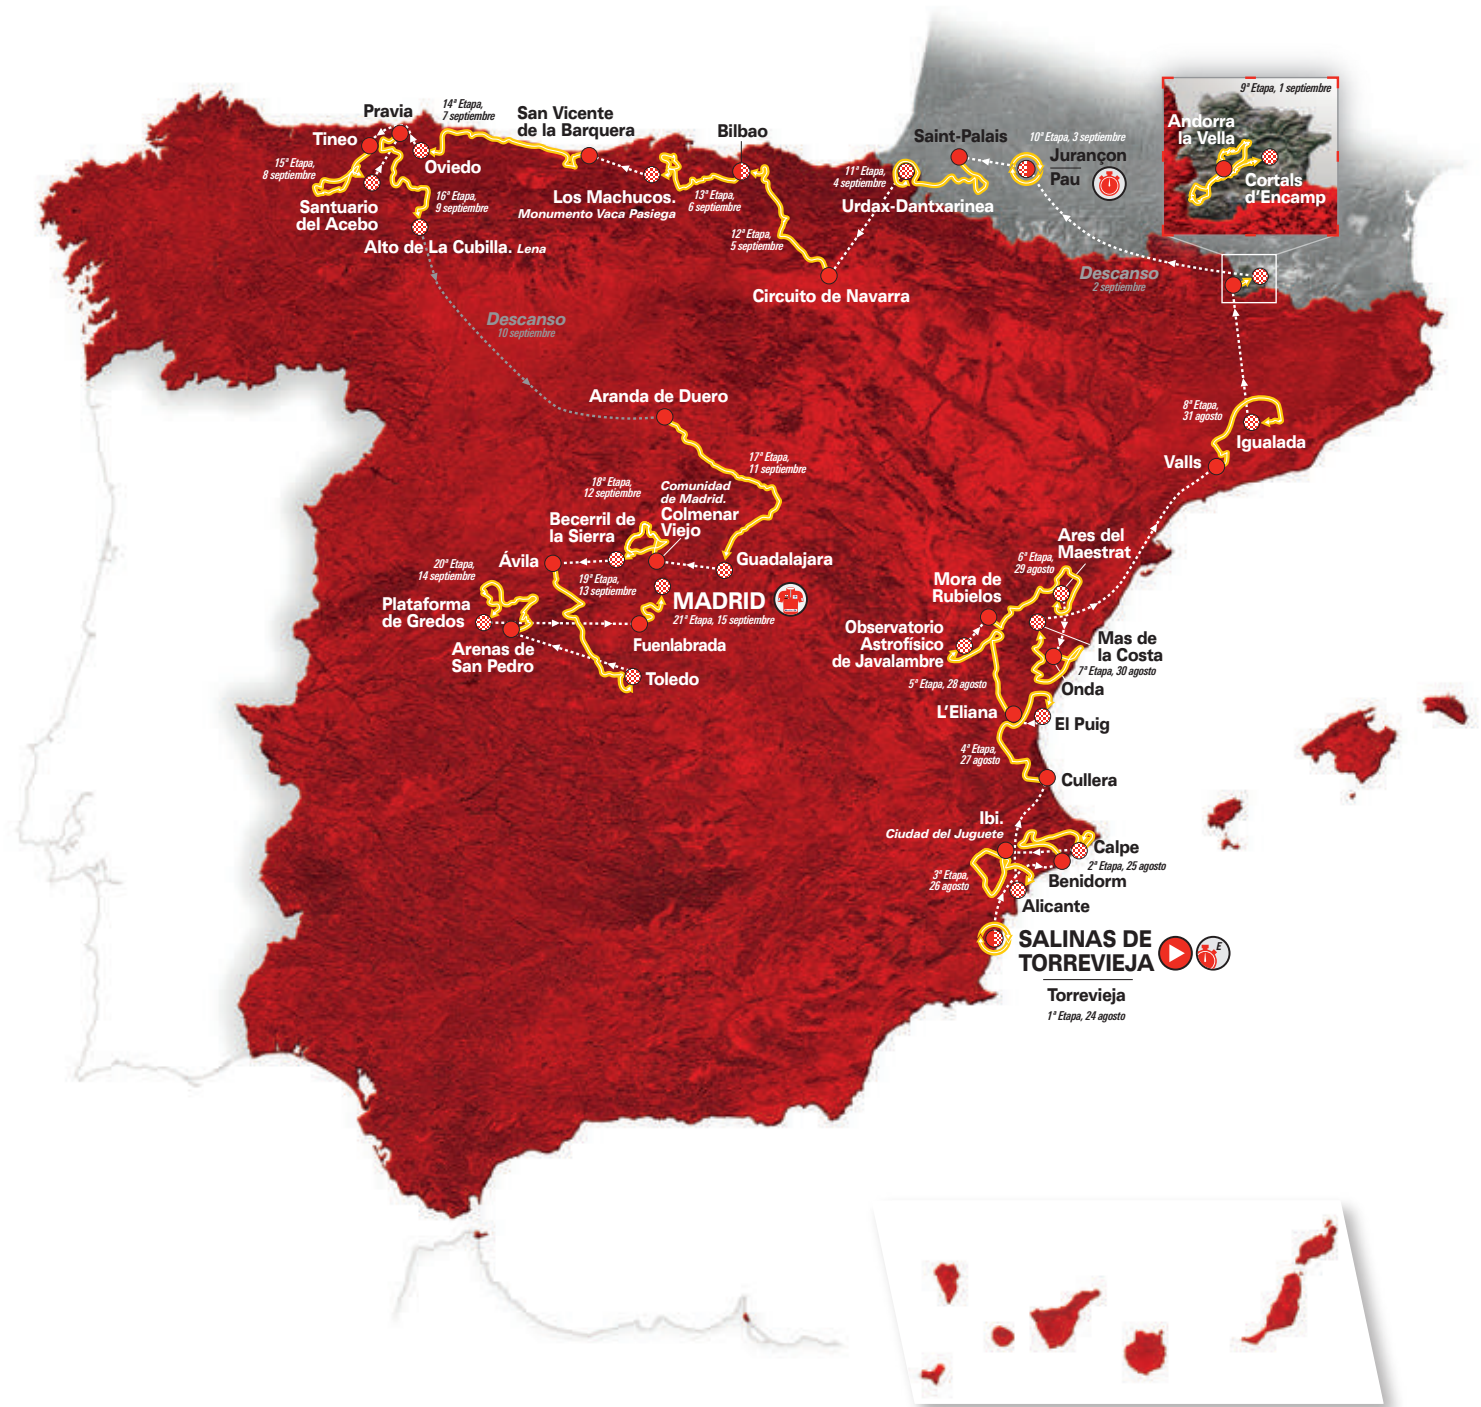 9ª Etapa, 1 septiembre
Andorra
la Vella
Cortals
d'Encamp
14ª Etapa,
7 septiembre
Pravia
San Vicente
de la Barquera
Bilbao
Saint-Palais
10ª Etapa, 3 septiembre
Jurançon
Pau
Tineo
15ª Etapa,
8 septiembre
Oviedo
11ª Etapa,
4 septiembre
Urdax-Dantxarinea
Los Machucos.
Monumento Vaca Pasiega
13ª Etapa,
6 septiembre
16ª Etapa,
9 septiembre
Santuario
del Acebo
Alto de La Cubilla. Lena
12ª Etapa,
5 septiembre
Circuito de Navarra
Descanso
2 septiembre
Descanso
10 septiembre
Aranda de Duero
8ª Etapa,
31 agosto
Igualada
Valls
17ª Etapa,
11 septiembre
18ª Etapa,
12 septiembre
Comunidad
de Madrid.
Colmenar
Viejo
Becerril de
la Sierra
Ávila
Guadalajara
20ª Etapa,
14 septiembre
19ª Etapa,
13 septiembre
MADRID
21ª Etapa, 15 septiembre
Plataforma
de Gredos
Arenas de
San Pedro
Fuenlabrada
Toledo
Ares del
Maestrat
6ª Etapa,
29 agosto
Mora de
Rubielos
Observatorio
Astrofísico
de Javalambre
Mas de
la Costa
7ª Etapa, 30 agosto
Onda
5ª Etapa, 28 agosto
L'Eliana
El Puig
4ª Etapa,
27 agosto
Cullera
Ibi.
Ciudad del Juguete
Calpe
2ª Etapa, 25 agosto
3ª Etapa,
26 agosto
Benidorm
Alicante
SALINAS DE
TORREVIEJA
E
Torrevieja
1ª Etapa, 24 agosto